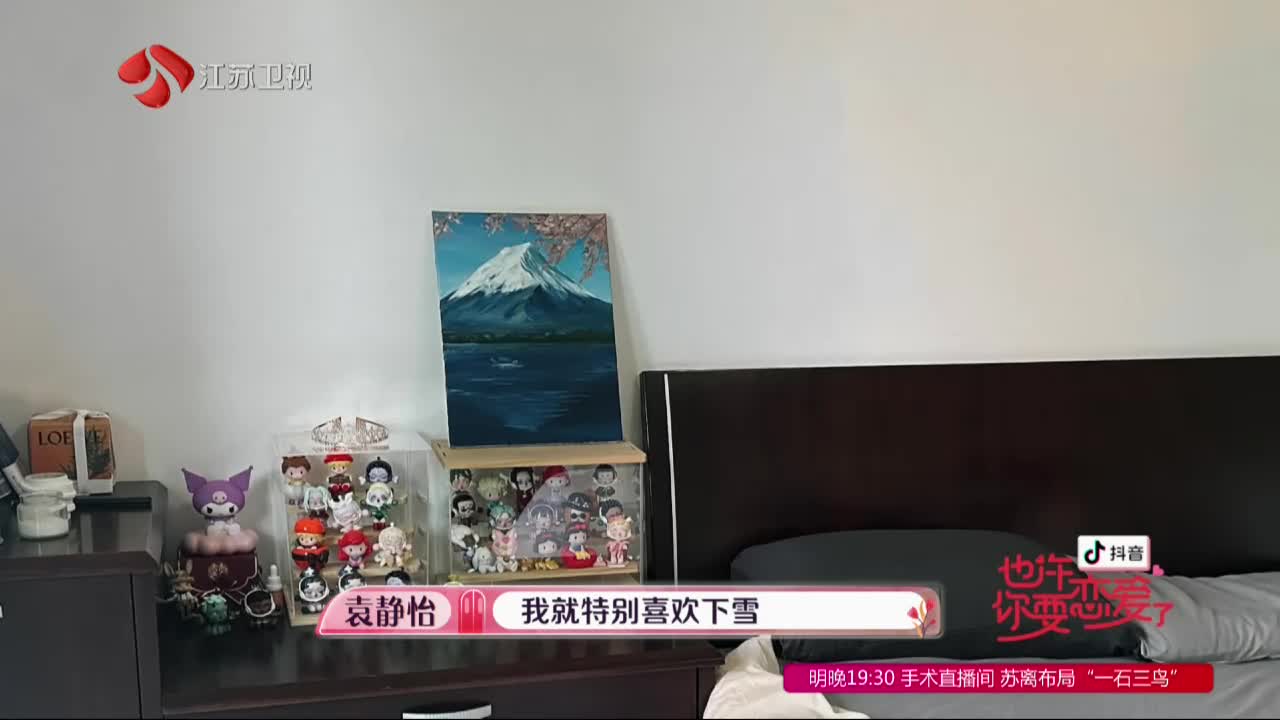 江苏卫视
LOEWE
抖音
也许
你要恋爱了
袁静怡
我就特别喜欢下雪
明晚19:30 手术直播间 苏离布局“一石三鸟”